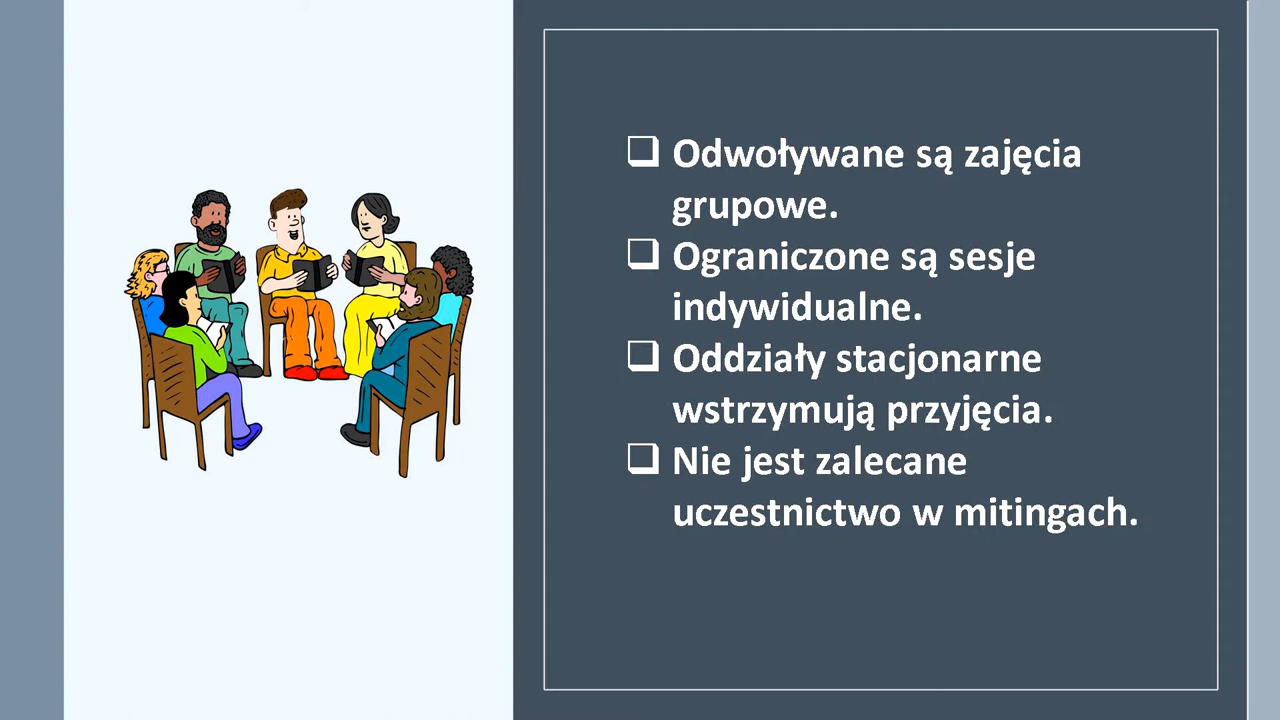 ❑ Odwoływane są zajęcia
grupowe.
❑ Ograniczone są sesje
indywidualne.
❑ Oddziały stacjonarne
wstrzymują przyjęcia.
❑ Nie jest zalecane
uczestnictwo w mitingach.